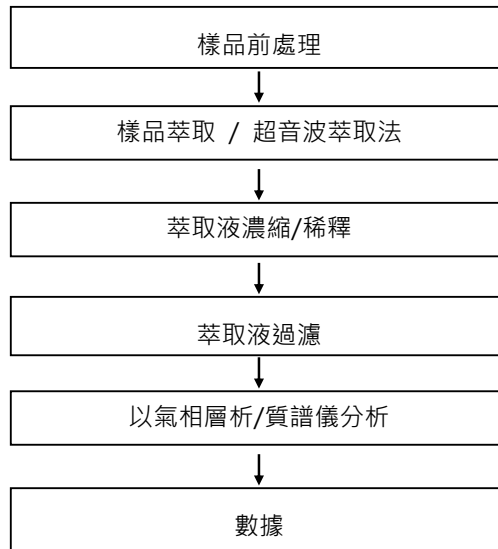 樣品前處理
樣品萃取 / 超音波萃取法
萃取液濃縮/稀釋
萃取液過濾
以氣相層析/質譜儀分析
數據